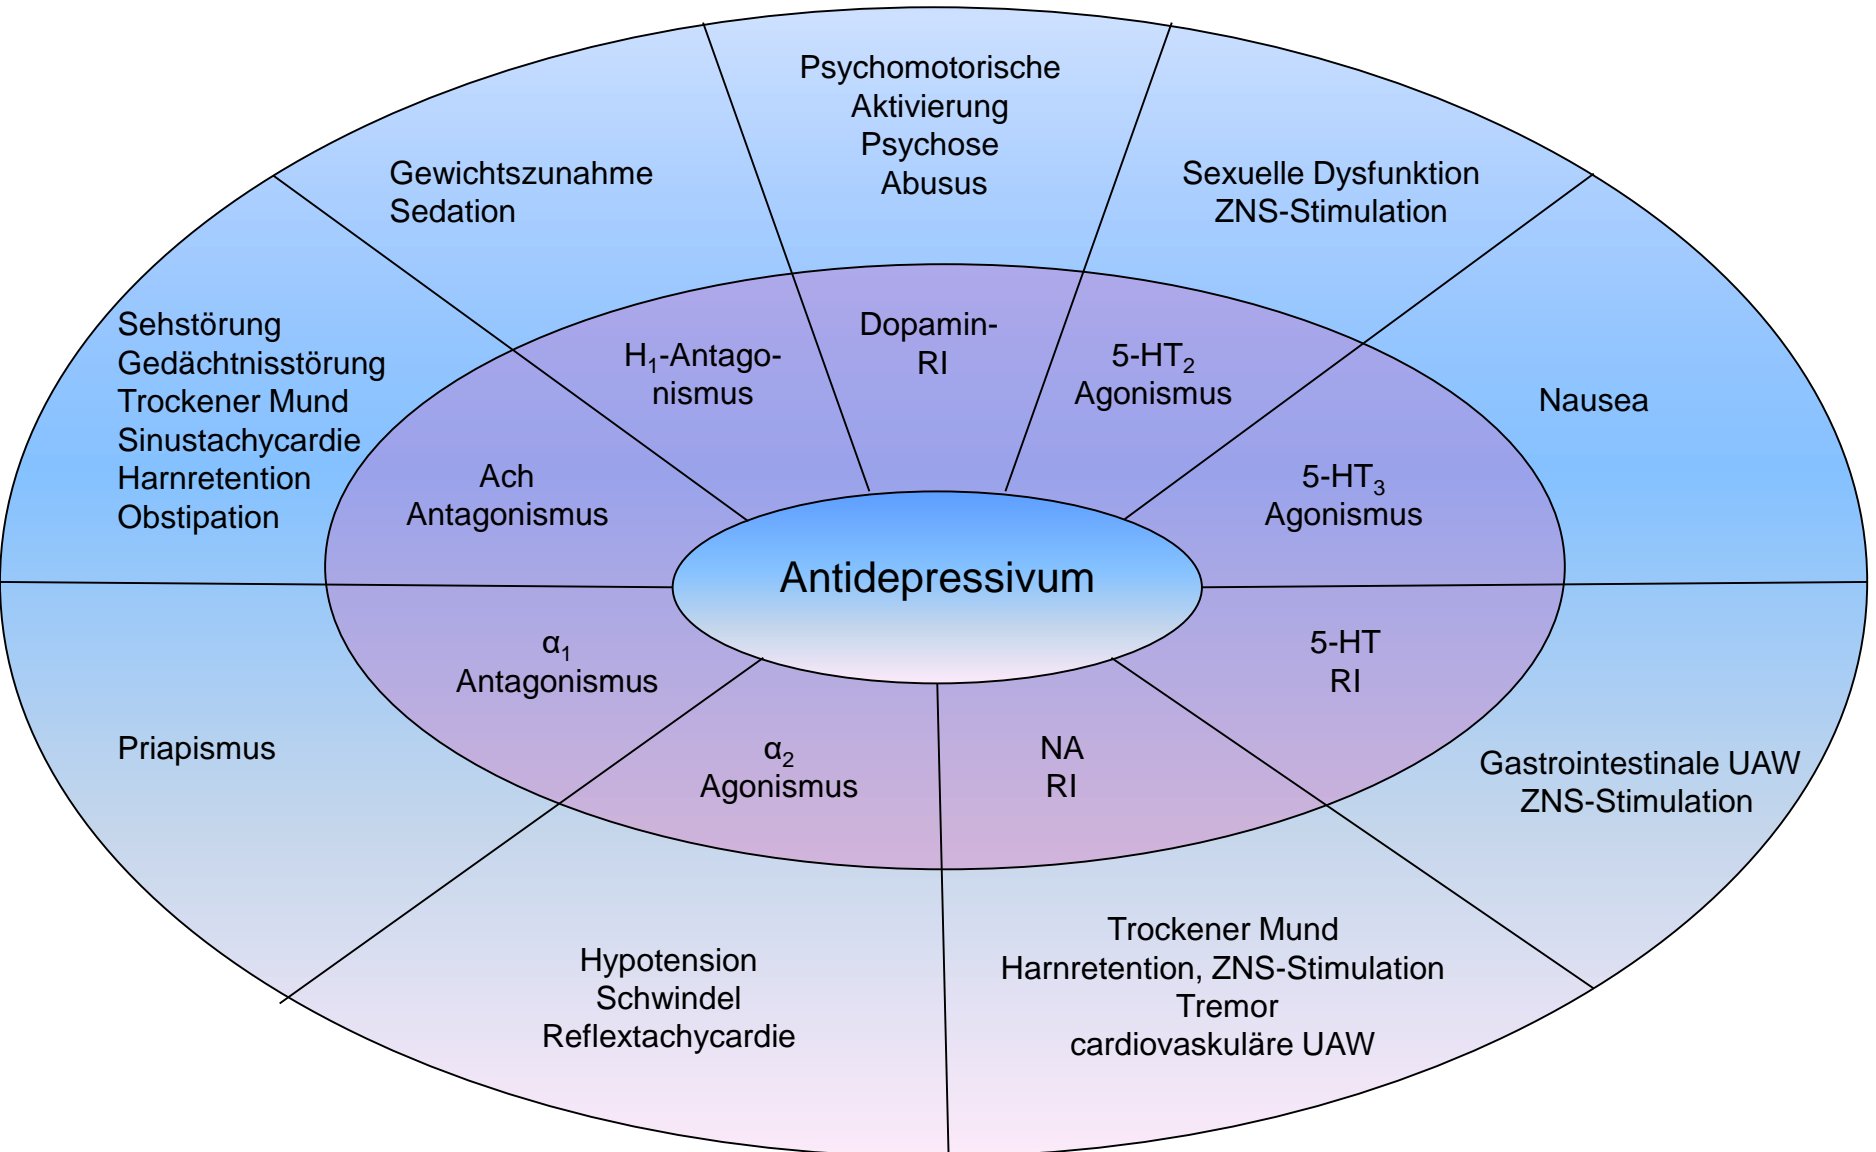 Psychomotorische
Aktivierung
Psychose
Abusus
Gewichtszunahme
Sedation
Sexuelle Dysfunktion
ZNS-Stimulation
Sehstörung
Gedächtnisstörung
Trockener Mund
Sinustachycardie
Harnretention
Obstipation
H₁-Antago-
nismus
Dopamin-
RI
5-HT₂
Agonismus
Nausea
Ach
Antagonismus
5-HT₃
Agonismus
Antidepressivum
α₁
Antagonismus
5-HT
RI
Priapismus
α₂
Agonismus
NA
RI
Gastrointestinale UAW
ZNS-Stimulation
Hypotension
Schwindel
Reflextachycardie
Trockener Mund
Harnretention, ZNS-Stimulation
Tremor
cardiovaskuläre UAW